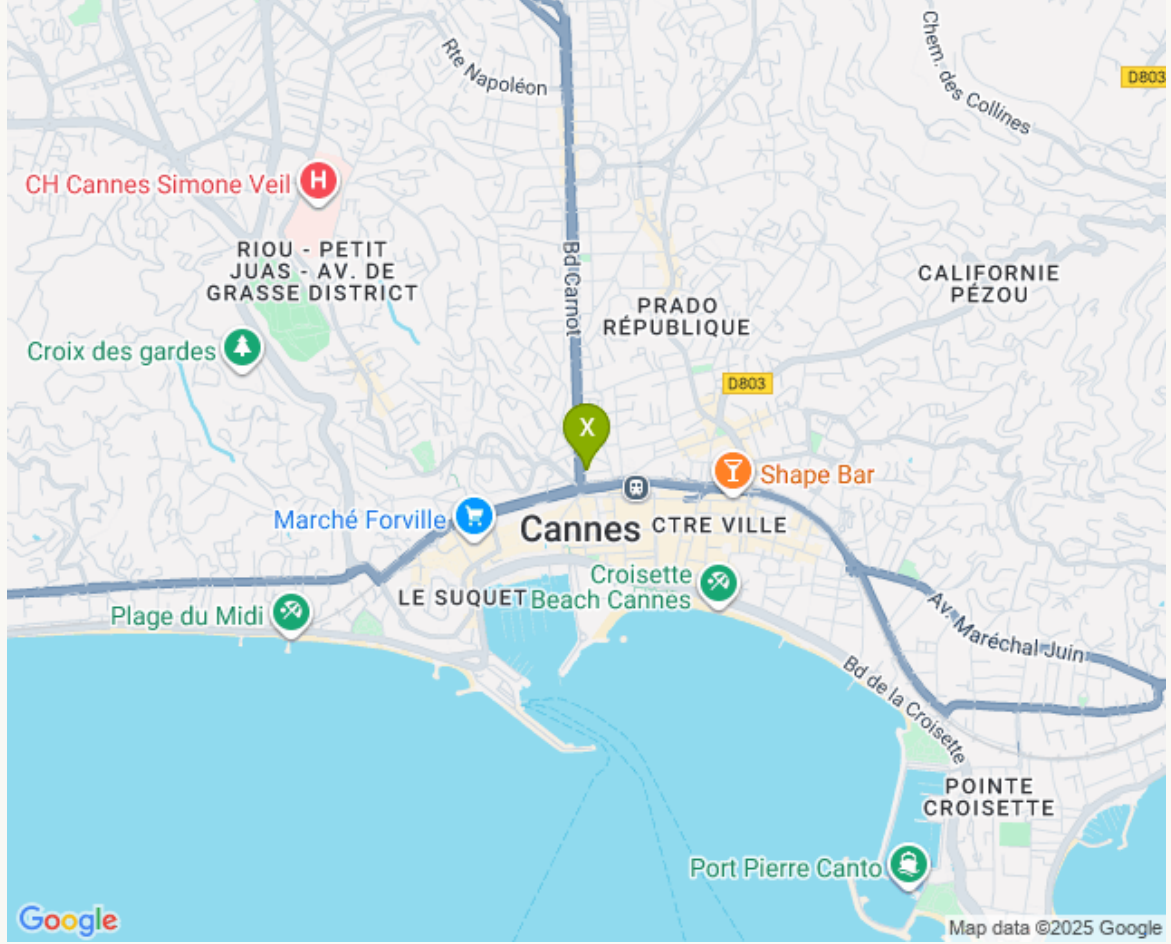 Chem. des Collines
Rte Napoléon
D803
CH Cannes Simone Veil
H
RIOU - PETIT
JUAS - AV. DE
GRASSE DISTRICT
Bd Carnot
CALIFORNIE
PÉZOU
PRADO
RÉPUBLIQUE
Croix des gardes
D803
X
Shape Bar
Marché Forville
Cannes
CTRE VILLE
Croisette
Beach Cannes
LE SUQUET
Plage du Midi
Av. Maréchal Juin
Bd de la Croisette
POINTE
CROISETTE
Port Pierre Canto
Google
Map data ©2025 Google